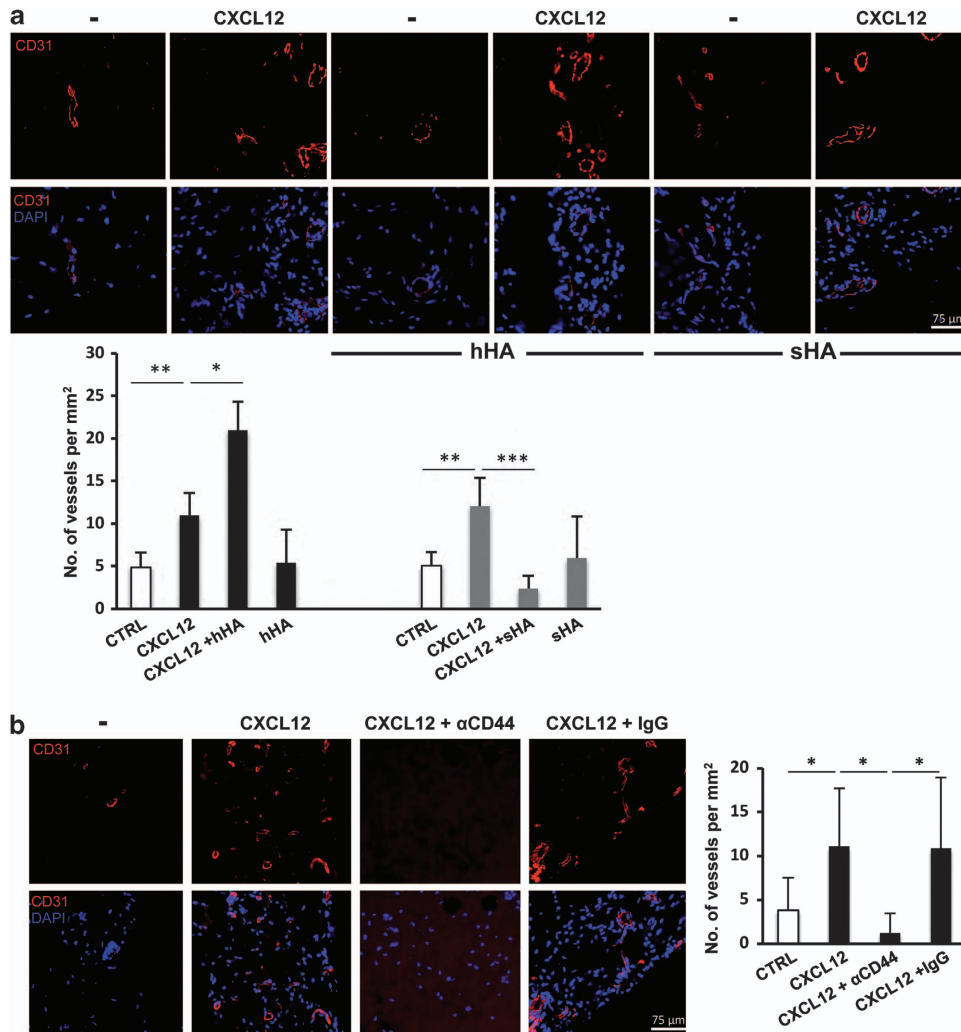 a
- CXCL12 - CXCL12 - CXCL12
CD31
CD31
DAPI
75 µm
hHA sHA
30
25
20
15
10
5
0
No. of vessels per mm²
** *
** ***
CTRL CXCL12 CXCL12 +hHA hHA CTRL CXCL12 CXCL12 +sHA sHA
b
- CXCL12 CXCL12 + αCD44 CXCL12 + IgG
CD31
CD31
DAPI
75 µm
20
15
10
5
0
No. of vessels per mm²
* * *
CTRL CXCL12 CXCL12 + αCD44 CXCL12 +IgG